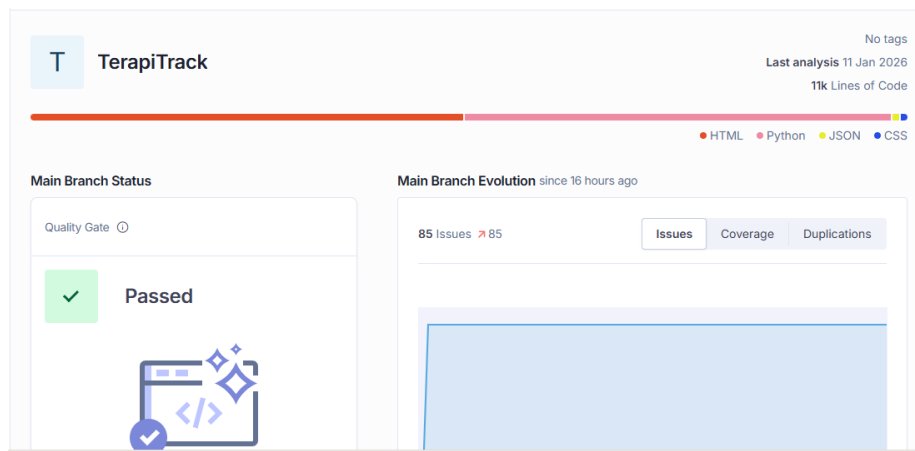 No tags
T TerapiTrack
Last analysis 11 Jan 2026
11k Lines of Code
HTML Python JSON CSS
Main Branch Status
Main Branch Evolution since 16 hours ago
Quality Gate
85 Issues 85 Issues Coverage Duplications
Passed